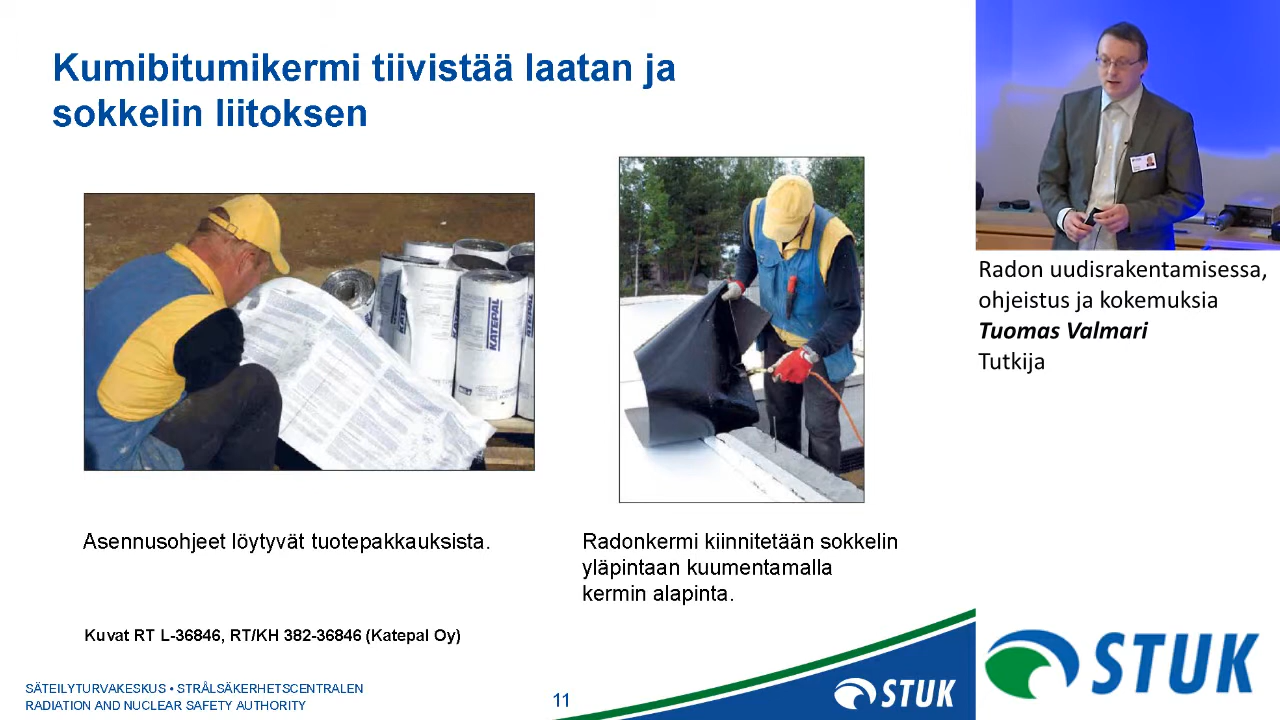 Kumibitumikermi tiivistää laatan ja
sokkelin liitoksen
KATEPAL
Asennusohjeet löytyvät tuotepakkauksista.
Radonkermi kiinnitetään sokkelin
yläpintaan kuumentamalla
kermin alapinta.
Kuvat RT L-36846, RT/KH 382-36846 (Katepal Oy)
SÄTEILYTURVAKESKUS • STRÅLSÄKERHETSCENTRALEN
RADIATION AND NUCLEAR SAFETY AUTHORITY
11
STUK
Radon uudisrakentamisessa,
ohjeistus ja kokemuksia
Tuomas Valmari
Tutkija
STUK